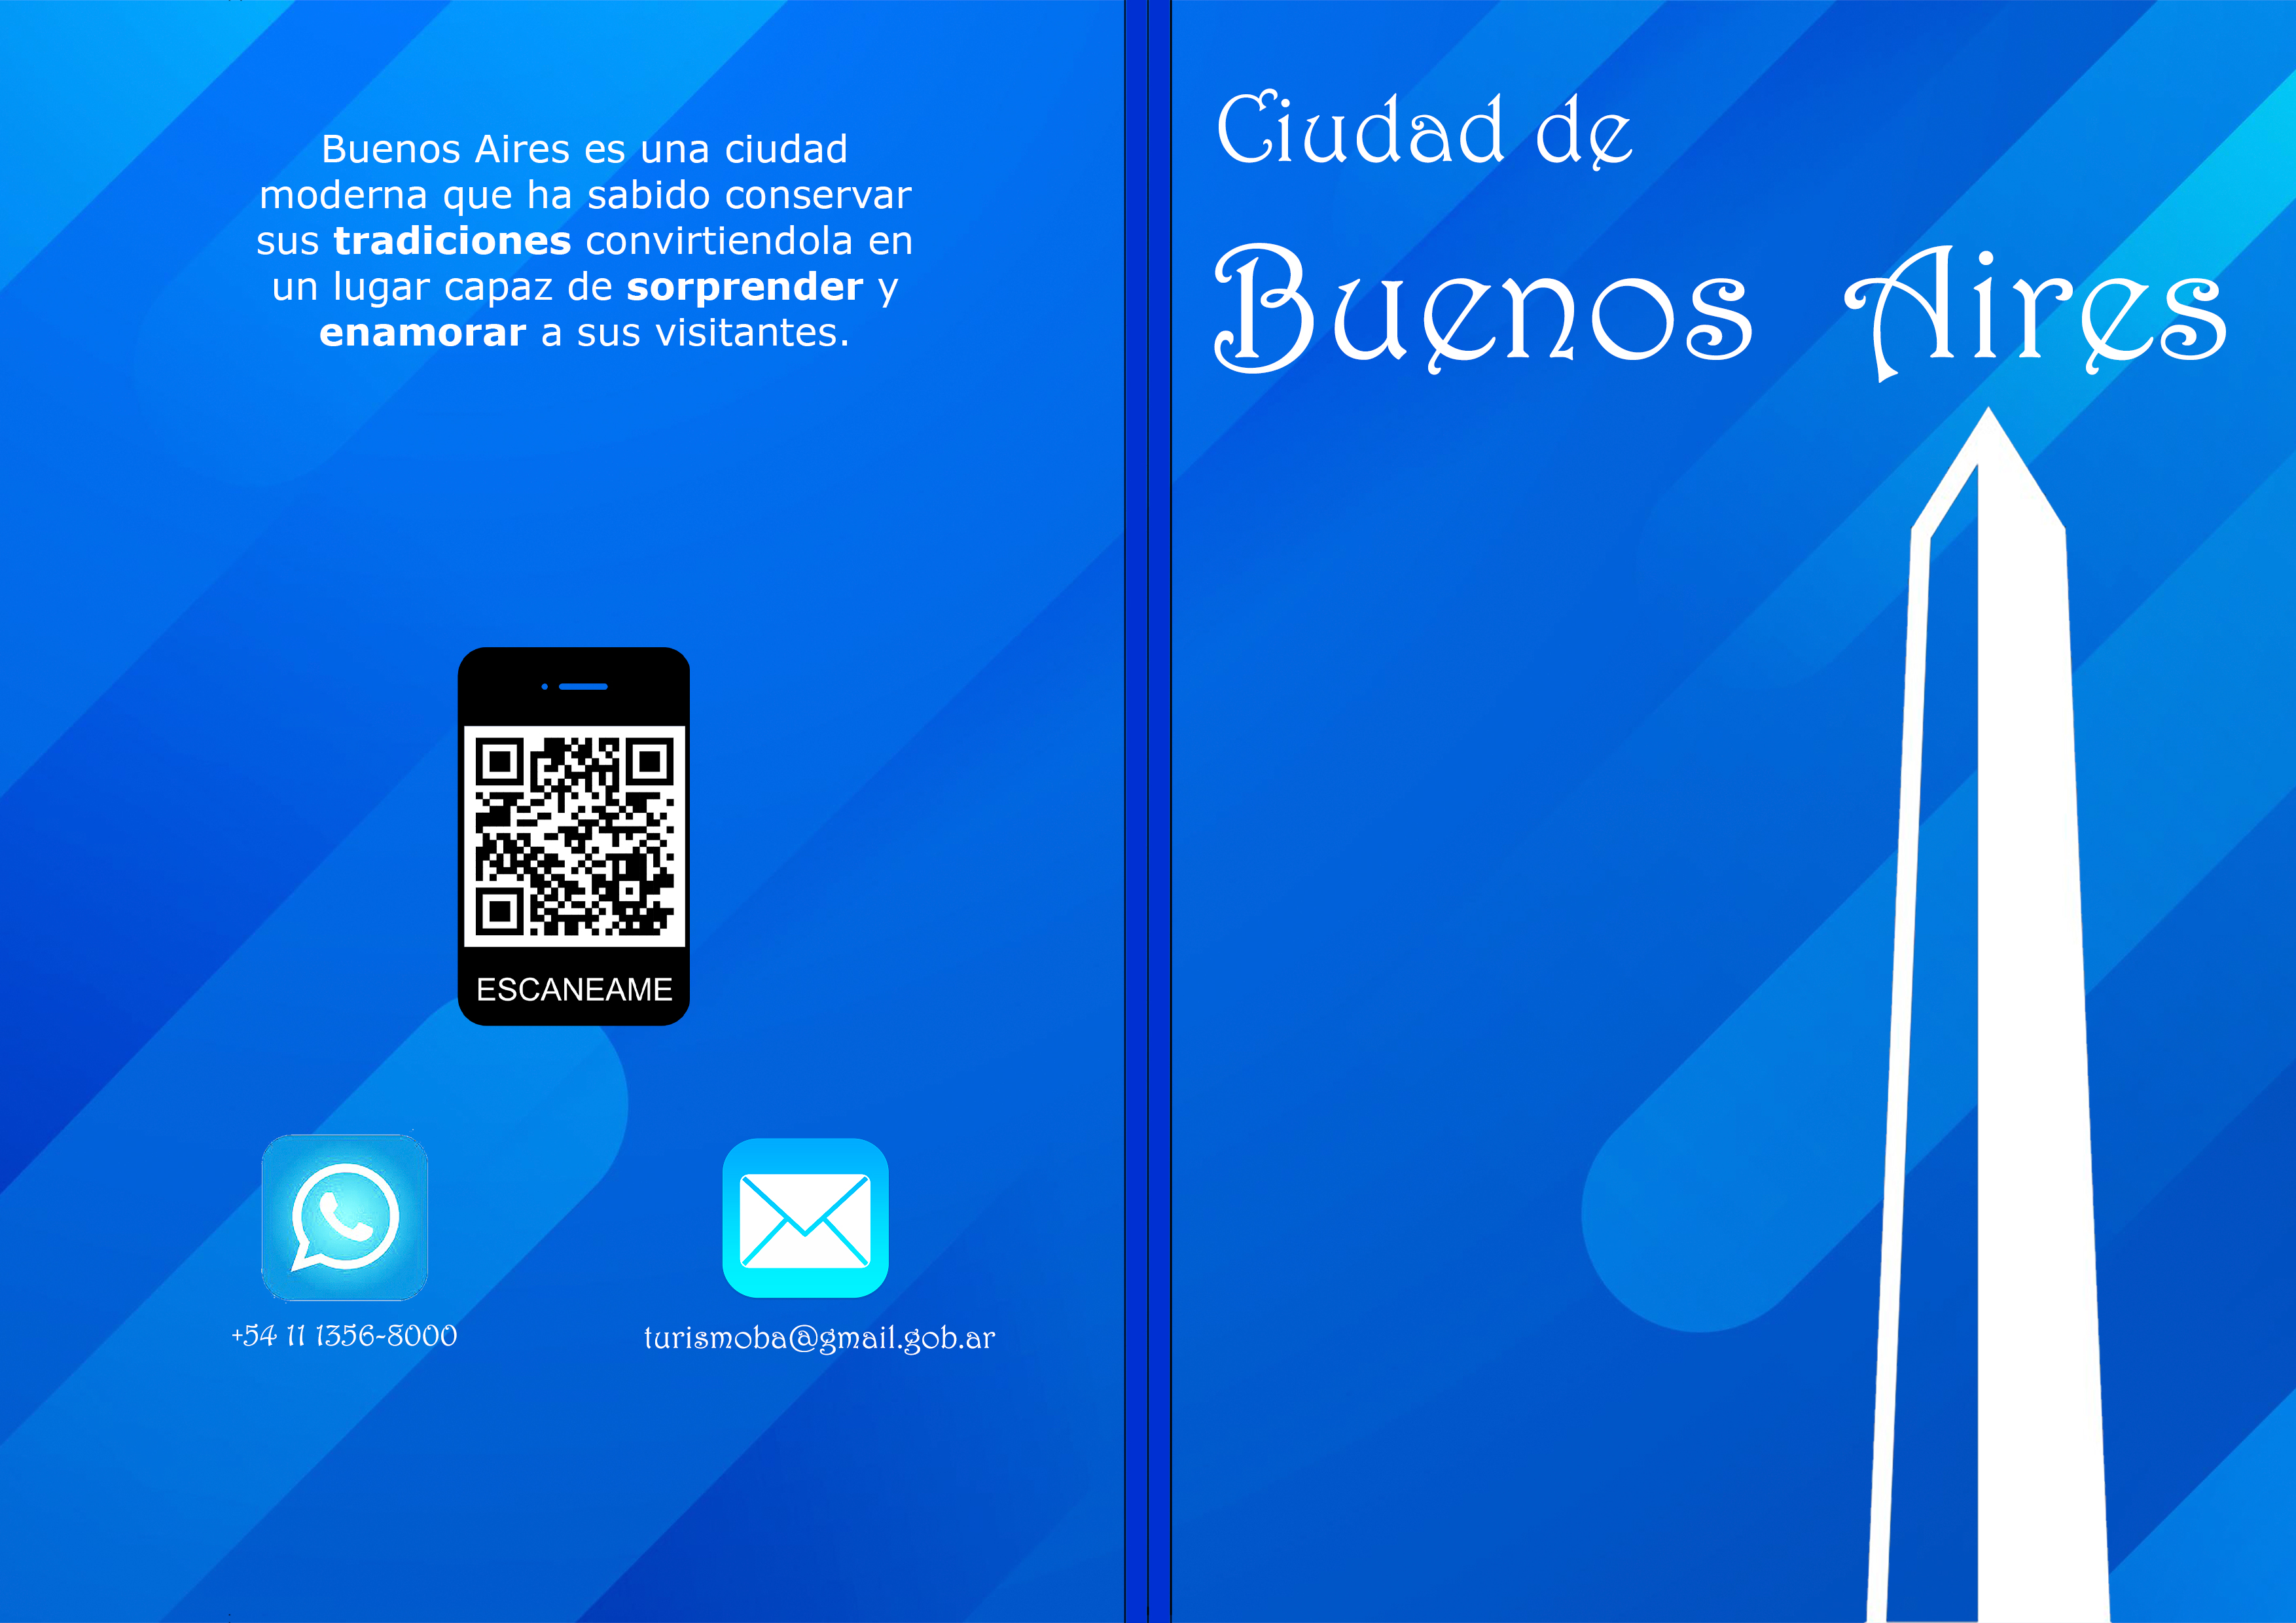 Buenos Aires es una ciudad
moderna que ha sabido conservar
sus tradiciones convirtiendola en
un lugar capaz de sorprender y
enamorar a sus visitantes.
ESCANEAME
+54 11 1356-8000
turismoba@gmail.gob.ar
Ciudad de
Buenos Aires